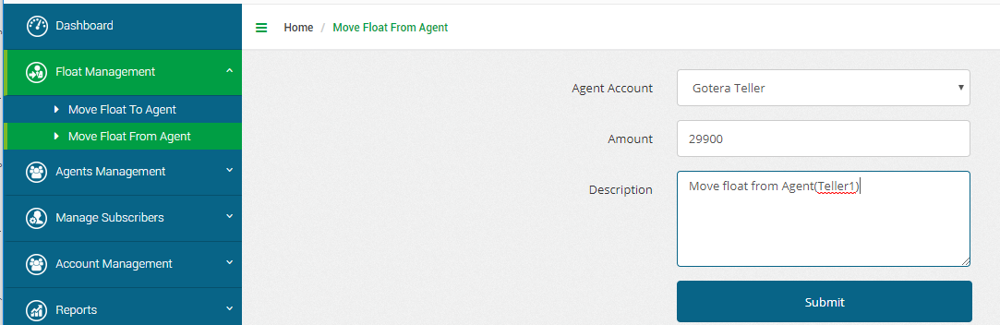 Dashboard
Float Management
Move Float To Agent
Move Float From Agent
Agents Management
Manage Subscribers
Account Management
Reports
Home / Move Float From Agent
Agent Account
Gotera Teller
Amount
29900
Description
Move float from Agent(Teller1)
Submit